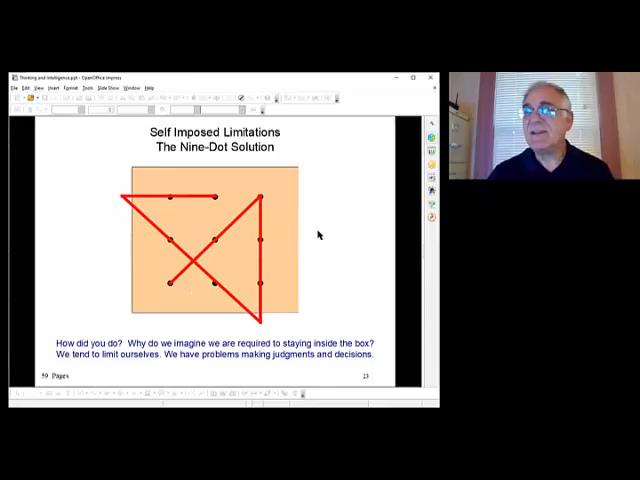 Thinking and Intelligence.ppt - OpenOffice Impress
File Edit View Insert Format Tools Slide Show Window Help
Self Imposed Limitations
The Nine-Dot Solution
How did you do? Why do we imagine we are required to staying inside the box?
We tend to limit ourselves. We have problems making judgments and decisions.
59 Pages
23